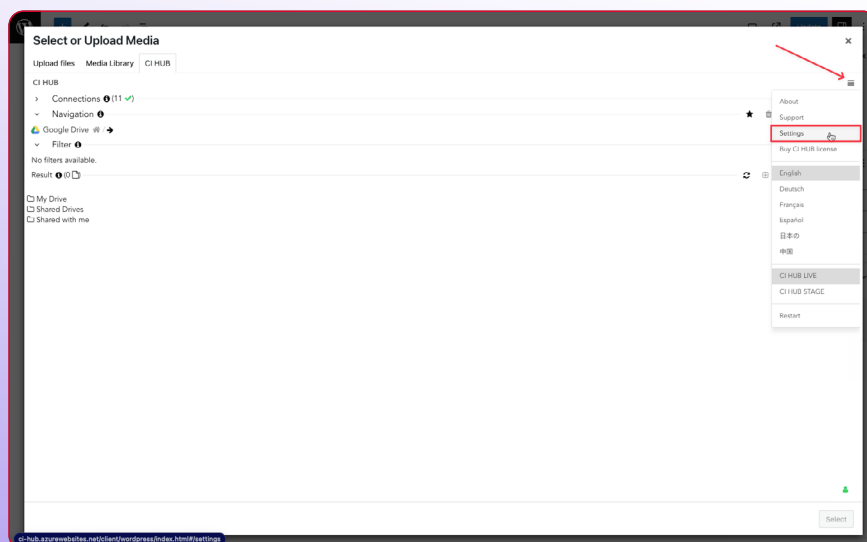 Update
Select or Upload Media
Upload files Media Library CI HUB
CI HUB
Connections (11 ✓)
Navigation
Google Drive
Filter
No filters available.
Result (0
My Drive
Shared Drives
Shared with me
About
Support
Settings
Buy CI HUB license
English
Deutsch
Français
Español
日本の
中国
CI HUB LIVE
CI HUB STAGE
Restart
Select
ci-hub.azurewebsites.net/client/wordpress/index.html#/settings